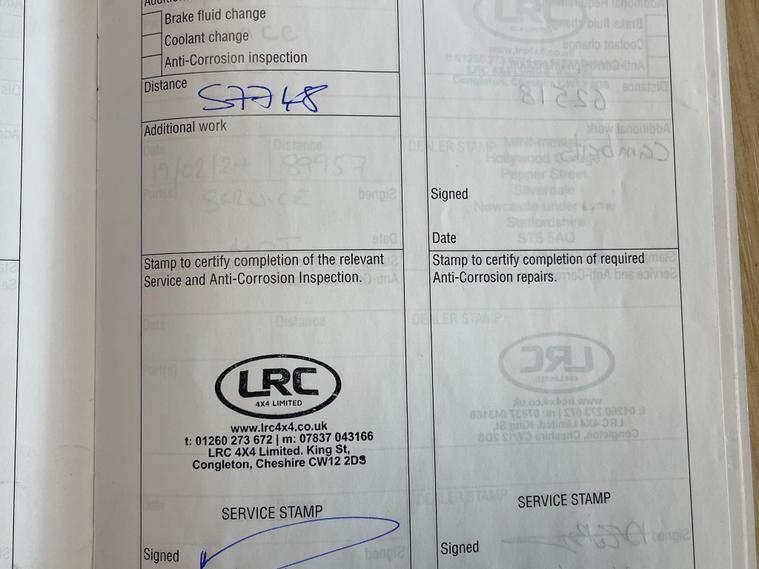 Brake fluid change
Coolant change
Anti-Corrosion inspection
Distance
57748
Additional work
Stamp to certify completion of the relevant
Service and Anti-Corrosion Inspection.
LRC
4X4 LIMITED
www.lrc4x4.co.uk
t: 01260 273 672 | m: 07837 043166
LRC 4X4 Limited. King St,
Congleton, Cheshire CW12 2DS
SERVICE STAMP
Signed
Signed
Date
Stamp to certify completion of required
Anti-Corrosion repairs.
SERVICE STAMP
Signed